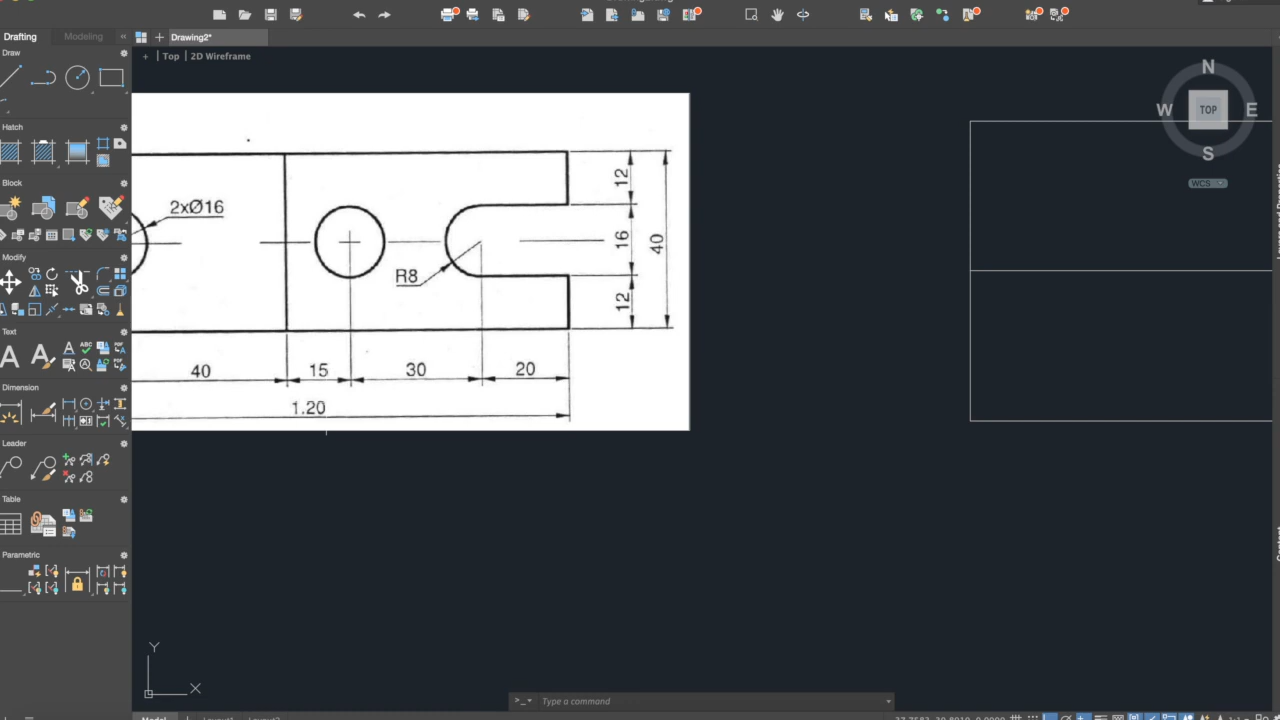 Drafting
Modeling
Drawing2*
Draw
+ | Top | 2D Wireframe
N
W
TOP
E
S
WCS
Hatch
Block
Modify
Text
Dimension
Leader
Table
Parametric
2xØ16
12
16
40
R8
12
40
15
30
20
1.20
Y
X
Type a command
Model
Layout1
Layout2